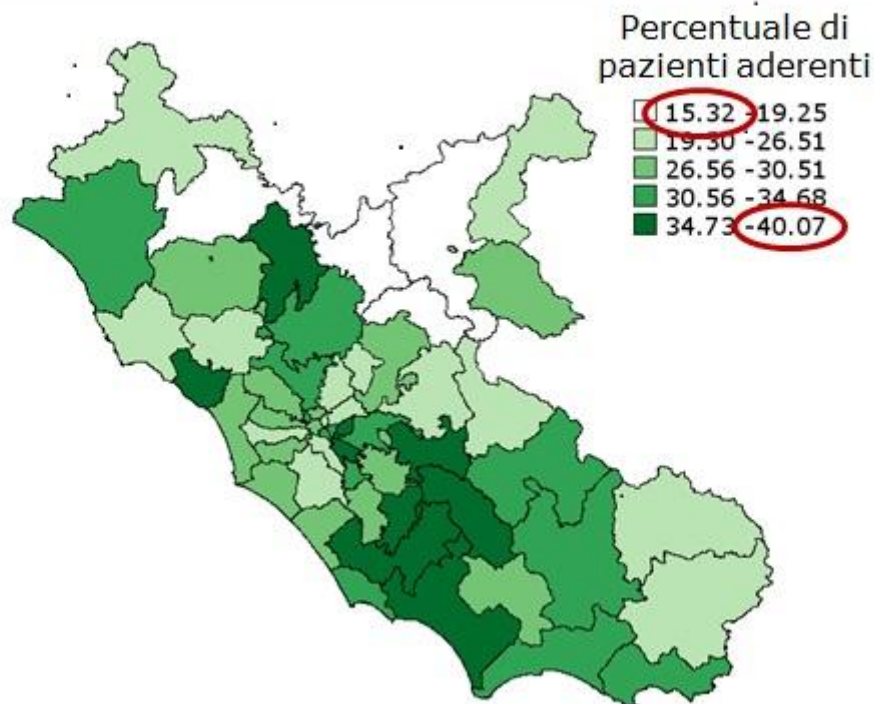 Percentuale di
pazienti aderenti
15.32 -19.25
19.30 -26.51
26.56 -30.51
30.56 -34.68
34.73 -40.07